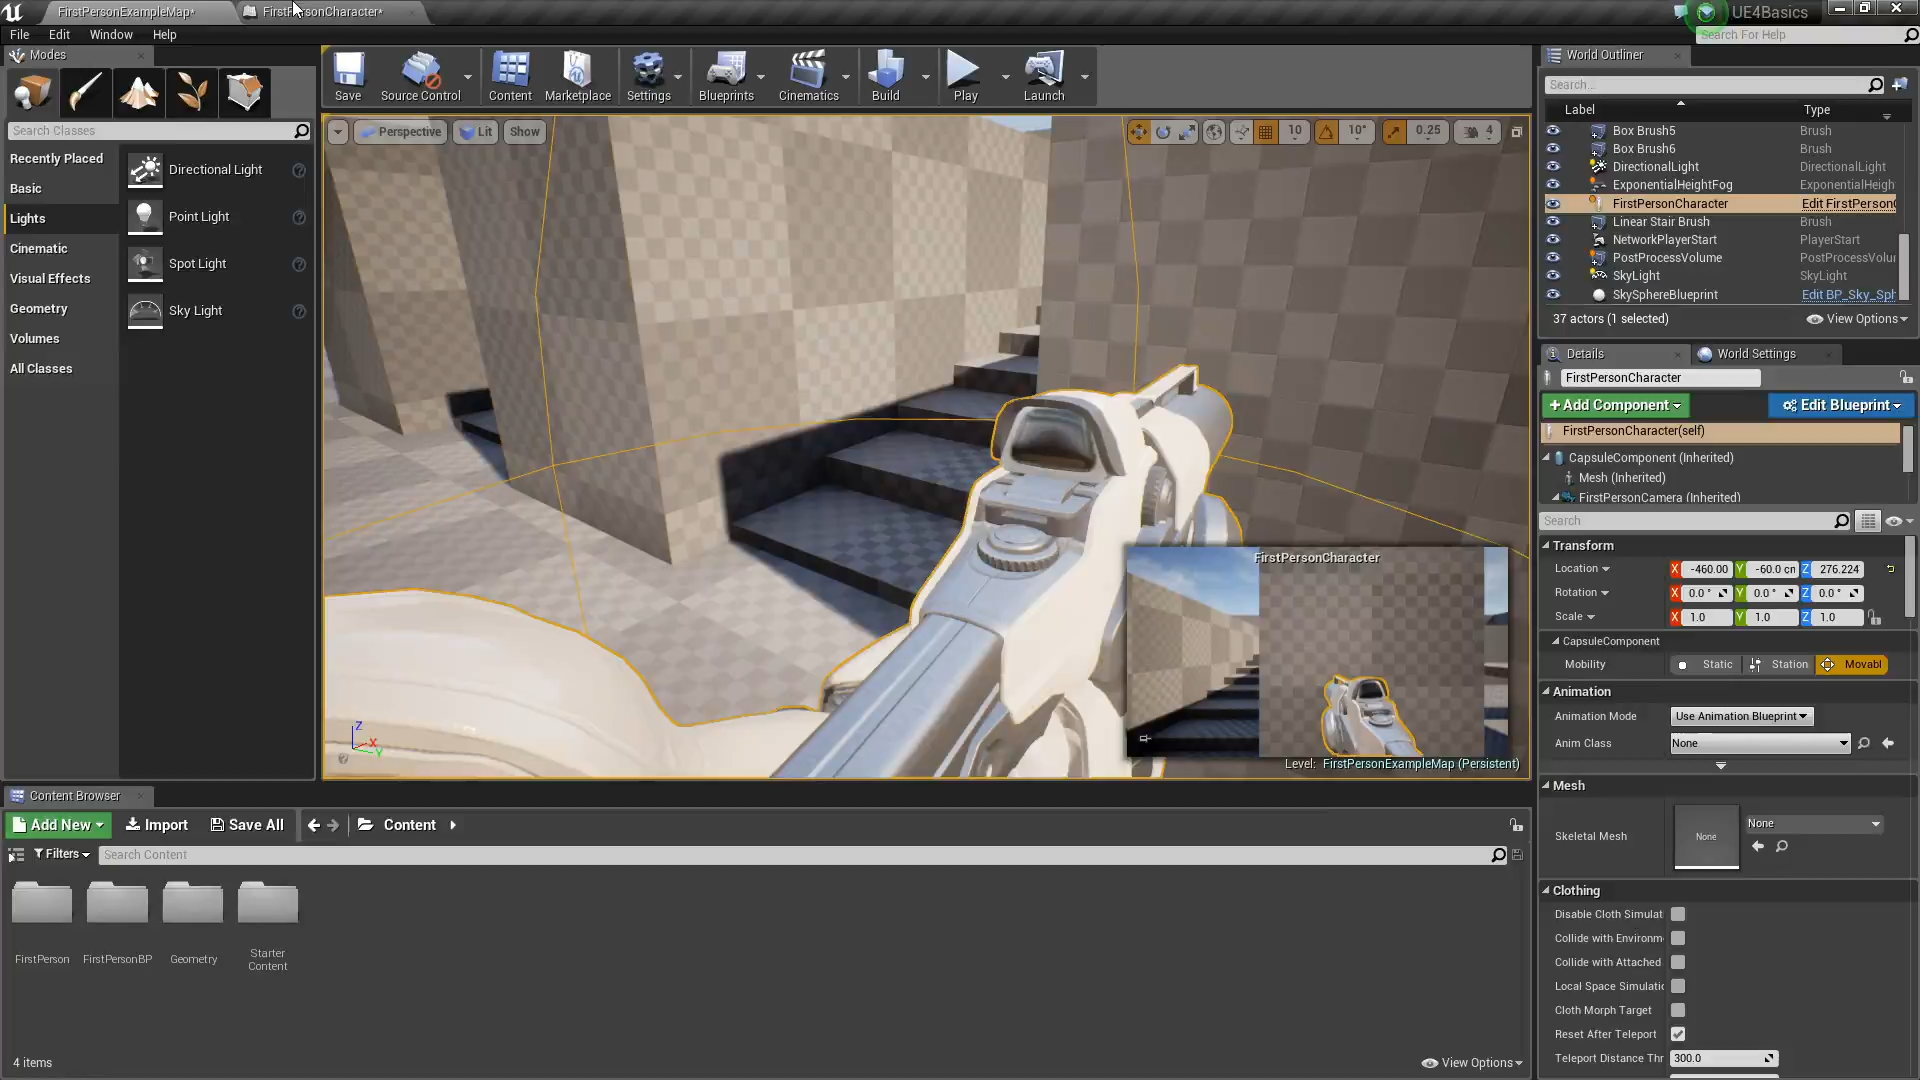 FirstPersonExampleMap*
FirstPersonCharacter*
UE4Basics
File
Edit
Window
Help
Search For Help
Modes
Search Classes
Recently Placed
Basic
Lights
Cinematic
Visual Effects
Geometry
Volumes
All Classes
Directional Light
Point Light
Spot Light
Sky Light
Save
Source Control
Content
Marketplace
Settings
Blueprints
Cinematics
Build
Play
Launch
Perspective
Lit
Show
10
10°
0.25
4
FirstPersonCharacter
Level: FirstPersonExampleMap (Persistent)
World Outliner
Search...
Label
Type
Box Brush5 Brush
Box Brush6 Brush
DirectionalLight DirectionalLight
ExponentialHeightFog ExponentialHeigh
FirstPersonCharacter Edit FirstPersonC
Linear Stair Brush Brush
NetworkPlayerStart PlayerStart
PostProcessVolume PostProcessVolu
SkyLight SkyLight
SkySphereBlueprint Edit BP_Sky_Sph
37 actors (1 selected)
View Options
Details
World Settings
FirstPersonCharacter
+Add Component
Edit Blueprint
FirstPersonCharacter(self)
CapsuleComponent (Inherited)
Mesh (Inherited)
FirstPersonCamera (Inherited)
Search
Transform
Location X -460.00 Y -60.0 cm Z 276.224
Rotation X 0.0 ° Y 0.0 ° Z 0.0 °
Scale X 1.0 Y 1.0 Z 1.0
CapsuleComponent
Mobility Static Station Movabl
Animation
Animation Mode Use Animation Blueprint
Anim Class None
Mesh
Skeletal Mesh None None
Clothing
Disable Cloth Simulat
Collide with Environm
Collide with Attached
Local Space Simulatio
Cloth Morph Target
Reset After Teleport
Teleport Distance Thr 300.0
Content Browser
Add New
Import
Save All
Content
Filters
Search Content
FirstPerson
FirstPersonBP
Geometry
Starter
Content
4 items
View Options